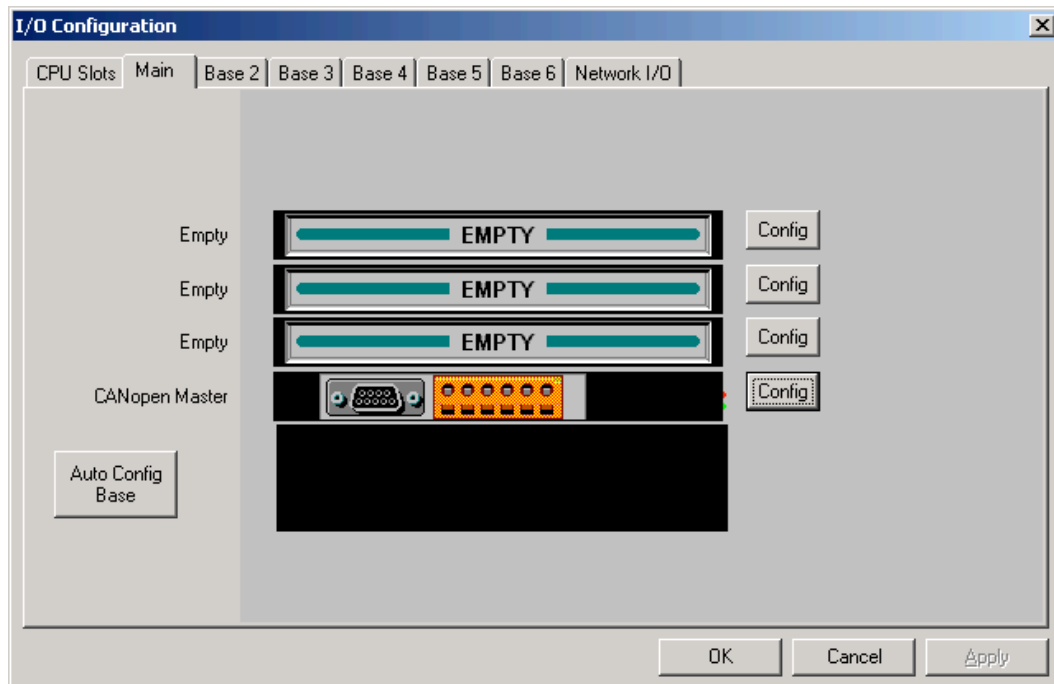 I/O Configuration
CPU Slots Main Base 2 Base 3 Base 4 Base 5 Base 6 Network I/O
Empty EMPTY Config
Empty EMPTY Config
Empty EMPTY Config
CANopen Master Config
Auto Config
Base
OK Cancel Apply